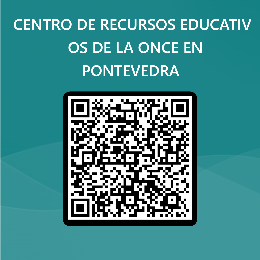 CENTRO DE RECURSOS EDUCATIV
OS DE LA ONCE EN
PONTEVEDRA